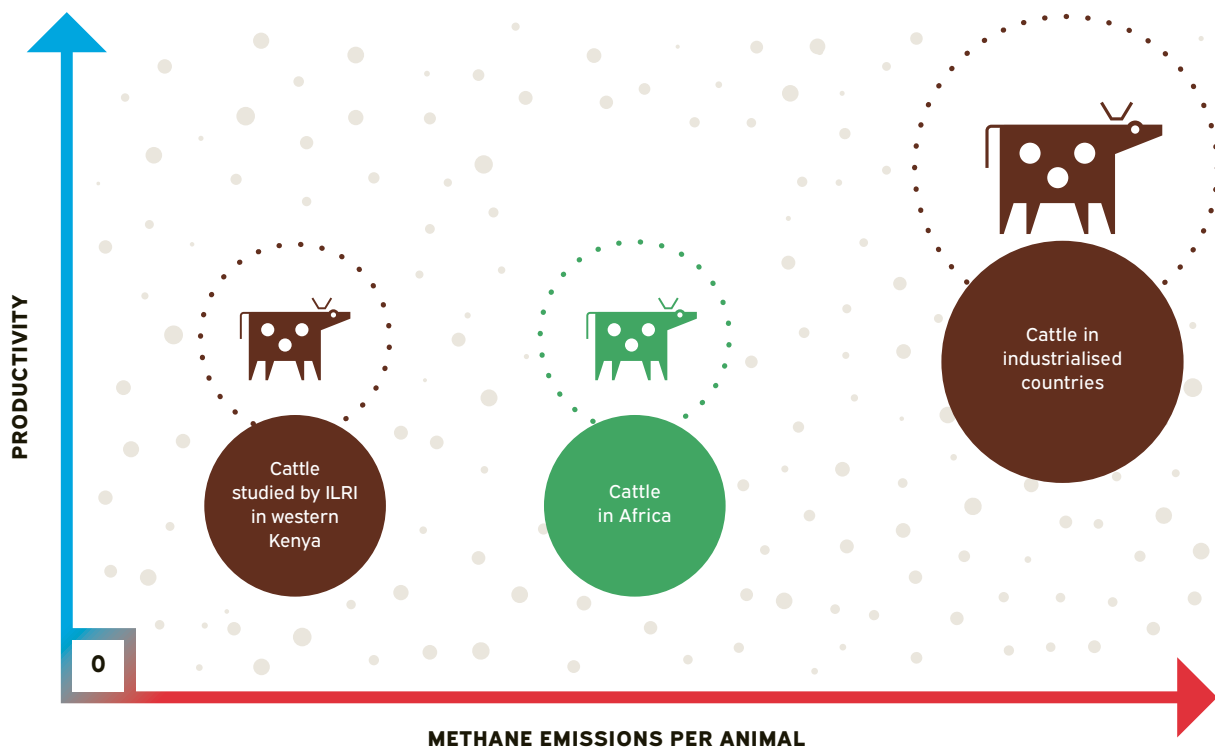 PRODUCTIVITY
Cattle in
industrialised
countries
Cattle
studied by ILRI
in western
Kenya
Cattle
in Africa
0
METHANE EMISSIONS PER ANIMAL